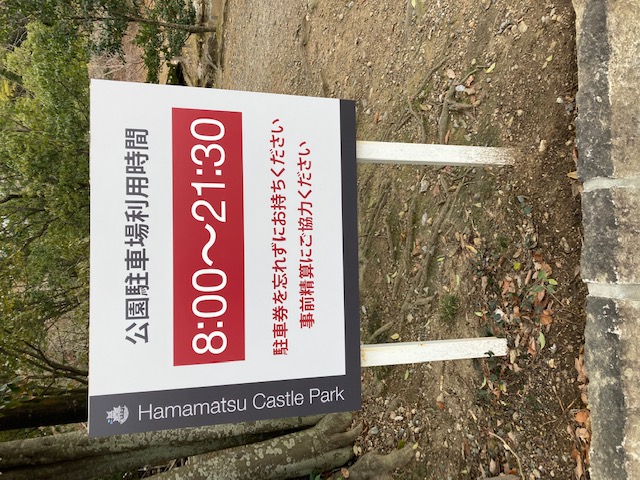 公園駐車場利用時間
8:00〜21:30
駐車券を忘れずにお持ちください
事前精算にご協力ください
Hamamatsu Castle Park